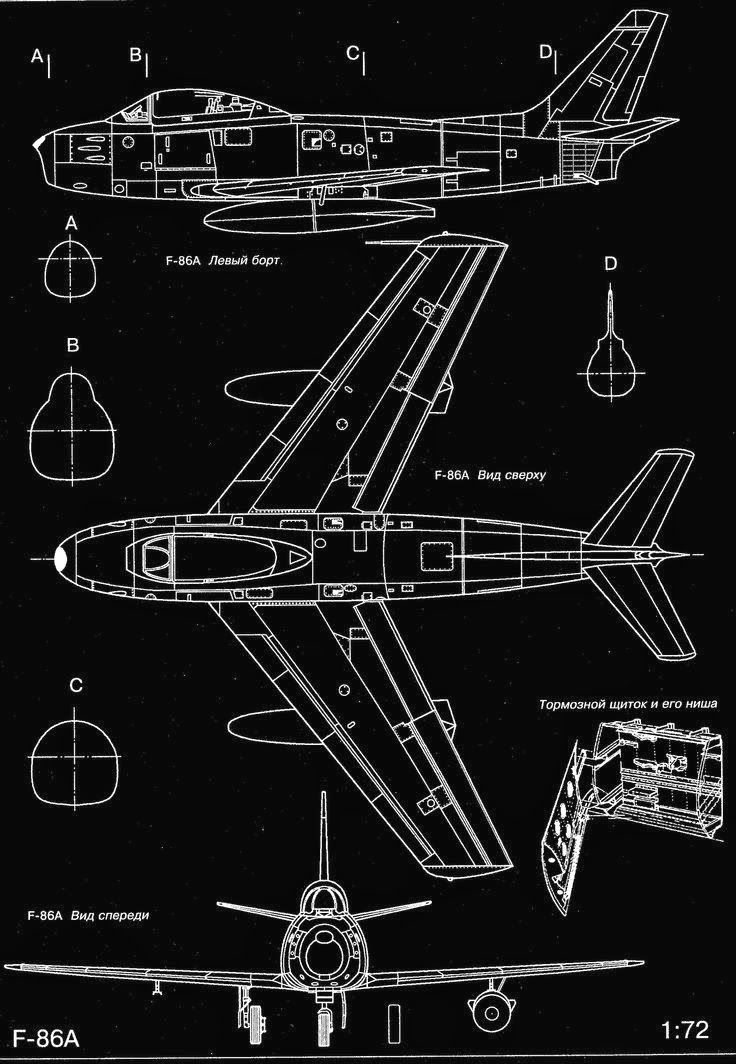 A
B
C
D
A
F-86A Левый борт.
D
B
F-86A Вид сверху
C
Тормозной щиток и его ниша
F-86A Вид спереди
F-86A
1:72